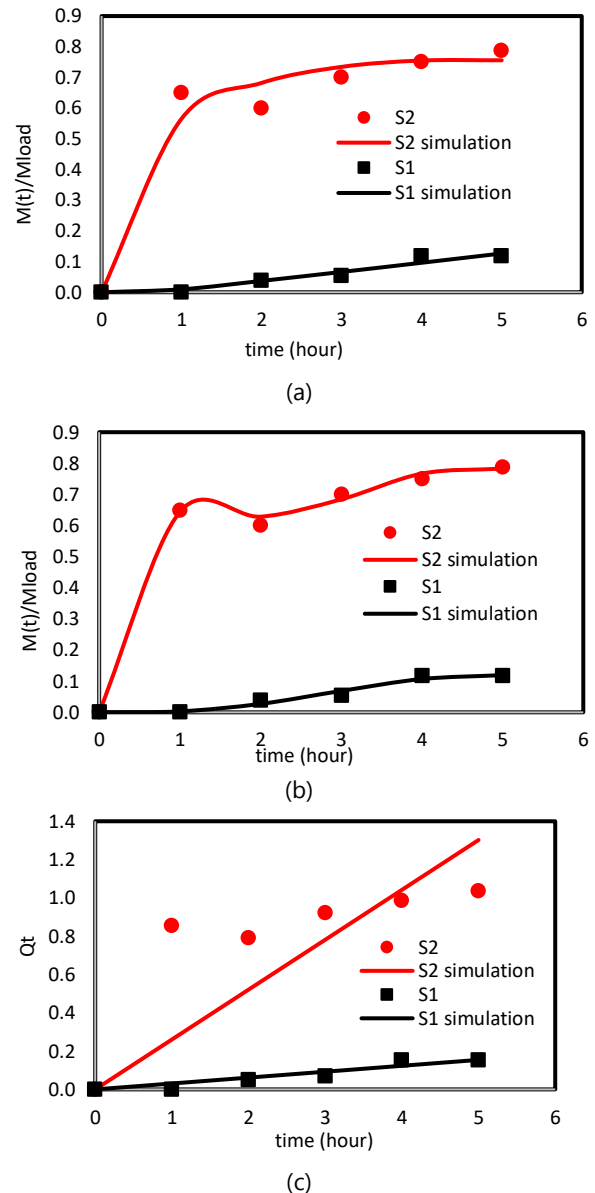 0.9
0.8
0.7
0.6
0.5
0.4
0.3
0.2
0.1
0.0
M(t)/Mload
S2
S2 simulation
S1
S1 simulation
0 1 2 3 4 5 6
time (hour)
(a)
0.9
0.8
0.7
0.6
0.5
0.4
0.3
0.2
0.1
0.0
M(t)/Mload
S2
S2 simulation
S1
S1 simulation
0 1 2 3 4 5 6
time (hour)
(b)
1.4
1.2
1.0
0.8
0.6
0.4
0.2
0.0
Qt
S2
S2 simulation
S1
S1 simulation
0 1 2 3 4 5 6
time (hour)
(c)